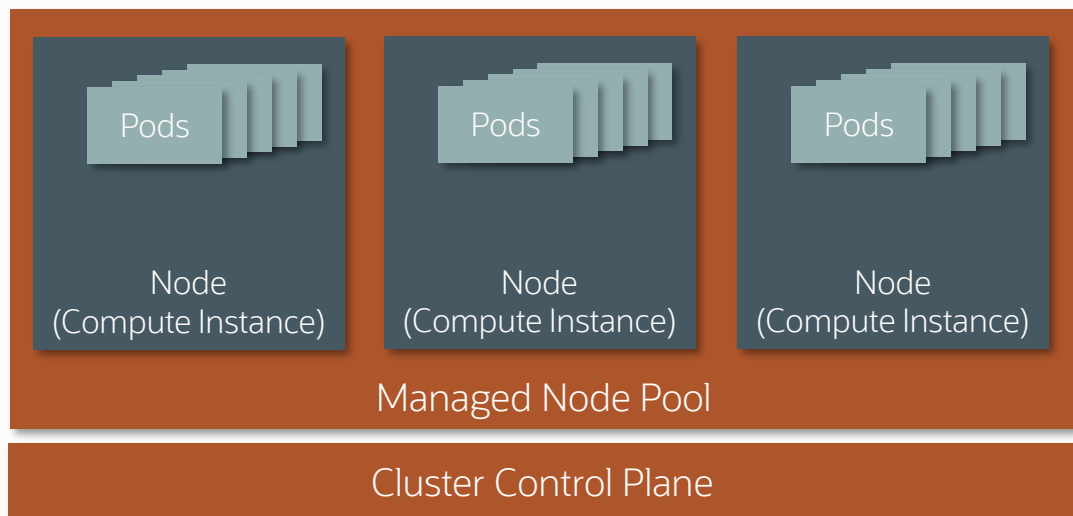 Pods
Pods
Pods
Node
(Compute Instance)
Node
(Compute Instance)
Node
(Compute Instance)
Managed Node Pool
Cluster Control Plane